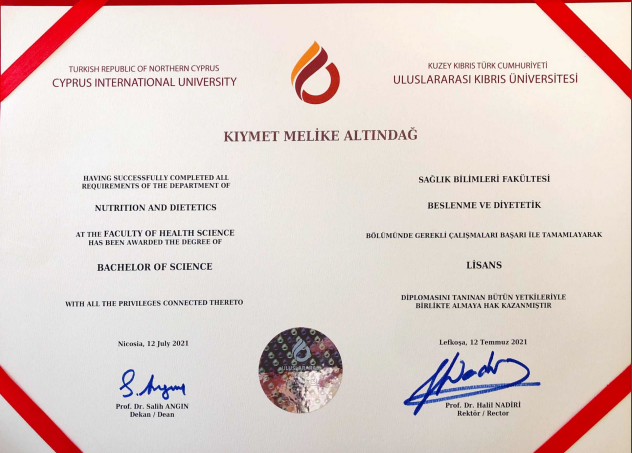 TURKISH REPUBLIC OF NORTHERN CYPRUS
CYPRUS INTERNATIONAL UNIVERSITY
KUZEY KIBRIS TÜRK CUMHURİYETİ
ULUSLARARASI KIBRIS ÜNİVERSİTESİ
KIYMET MELİKE ALTINDAĞ
HAVING SUCCESSFULLY COMPLETED ALL
REQUIREMENTS OF THE DEPARTMENT OF
NUTRITION AND DIETETICS
AT THE FACULTY OF HEALTH SCIENCE
HAS BEEN AWARDED THE DEGREE OF
BACHELOR OF SCIENCE
WITH ALL THE PRIVILEGES CONNECTED THERETO
Nicosia, 12 July 2021
S. Angın
Prof. Dr. Salih ANGIN
Dekan / Dean
SAĞLIK BİLİMLERİ FAKÜLTESİ
BESLENME VE DİYETETİK
BÖLÜMÜNDE GEREKLİ ÇALIŞMALARI BAŞARI İLE TAMAMLAYARAK
LİSANS
DİPLOMASINI TANINAN BÜTÜN YETKİLERİYLE
BİRLİKTE ALMAYA HAK KAZANMIŞTIR
Lefkoşa, 12 Temmuz 2021
Prof. Dr. Halil NADİRİ
Rektör / Rector
ULUSLARARASI